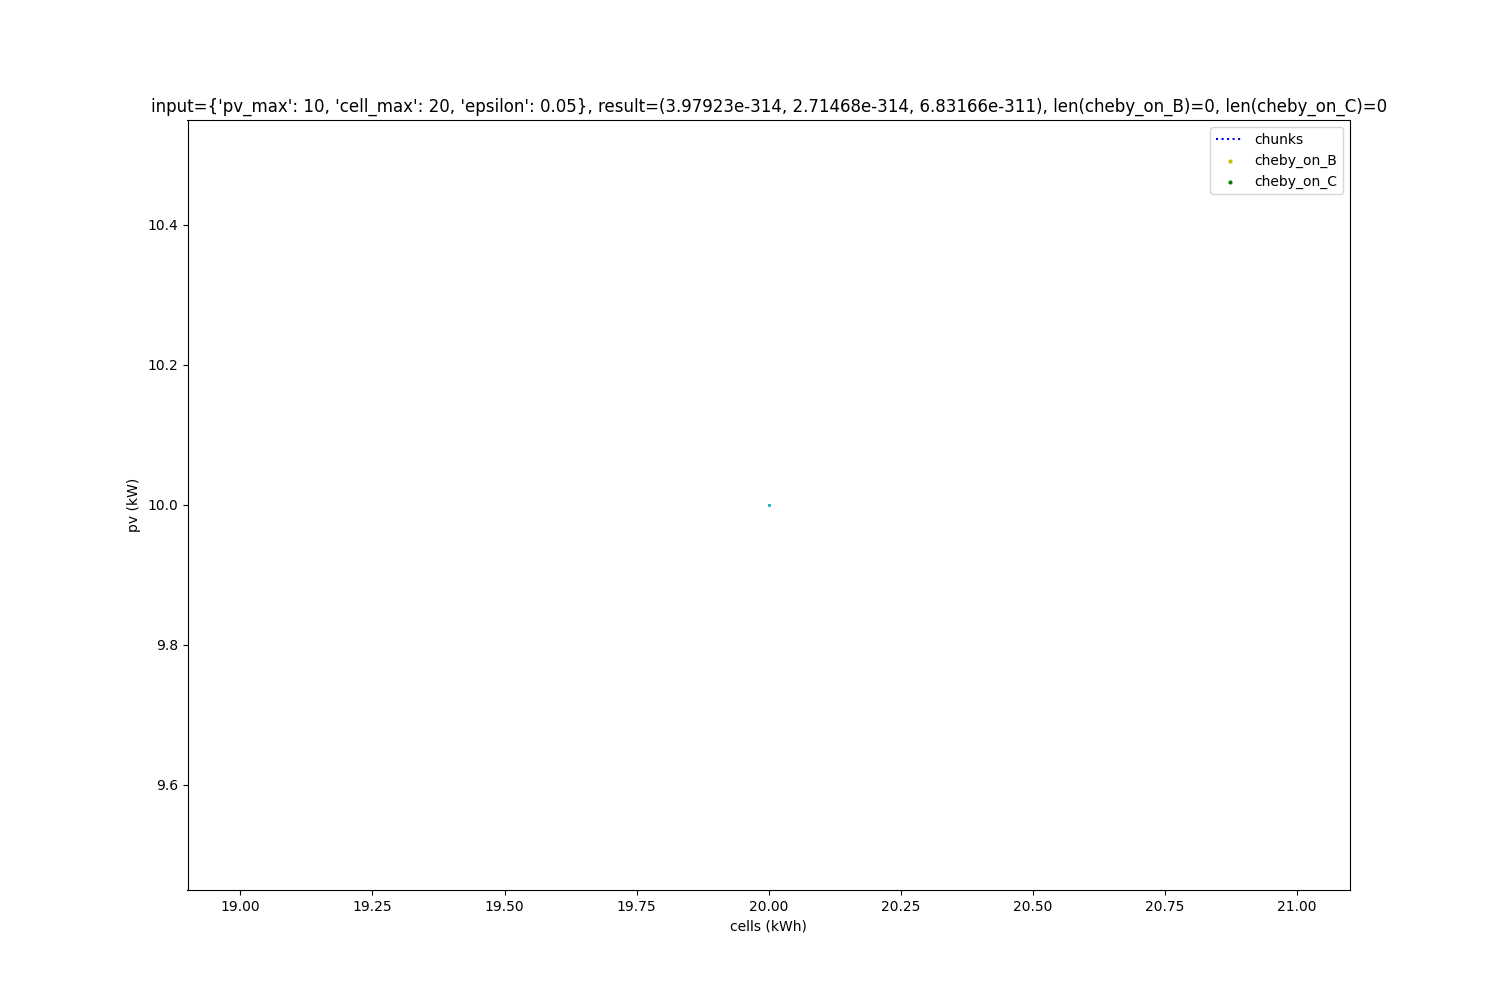 input={'pv_max': 10, 'cell_max': 20, 'epsilon': 0.05}, result=(3.97923e-314, 2.71468e-314, 6.83166e-311), len(cheby_on_B)=0, len(cheby_on_C)=0
chunks
cheby_on_B
cheby_on_C
10.4
10.2
10.0
9.8
9.6
pv (kW)
19.00 19.25 19.50 19.75 20.00 20.25 20.50 20.75 21.00
cells (kWh)